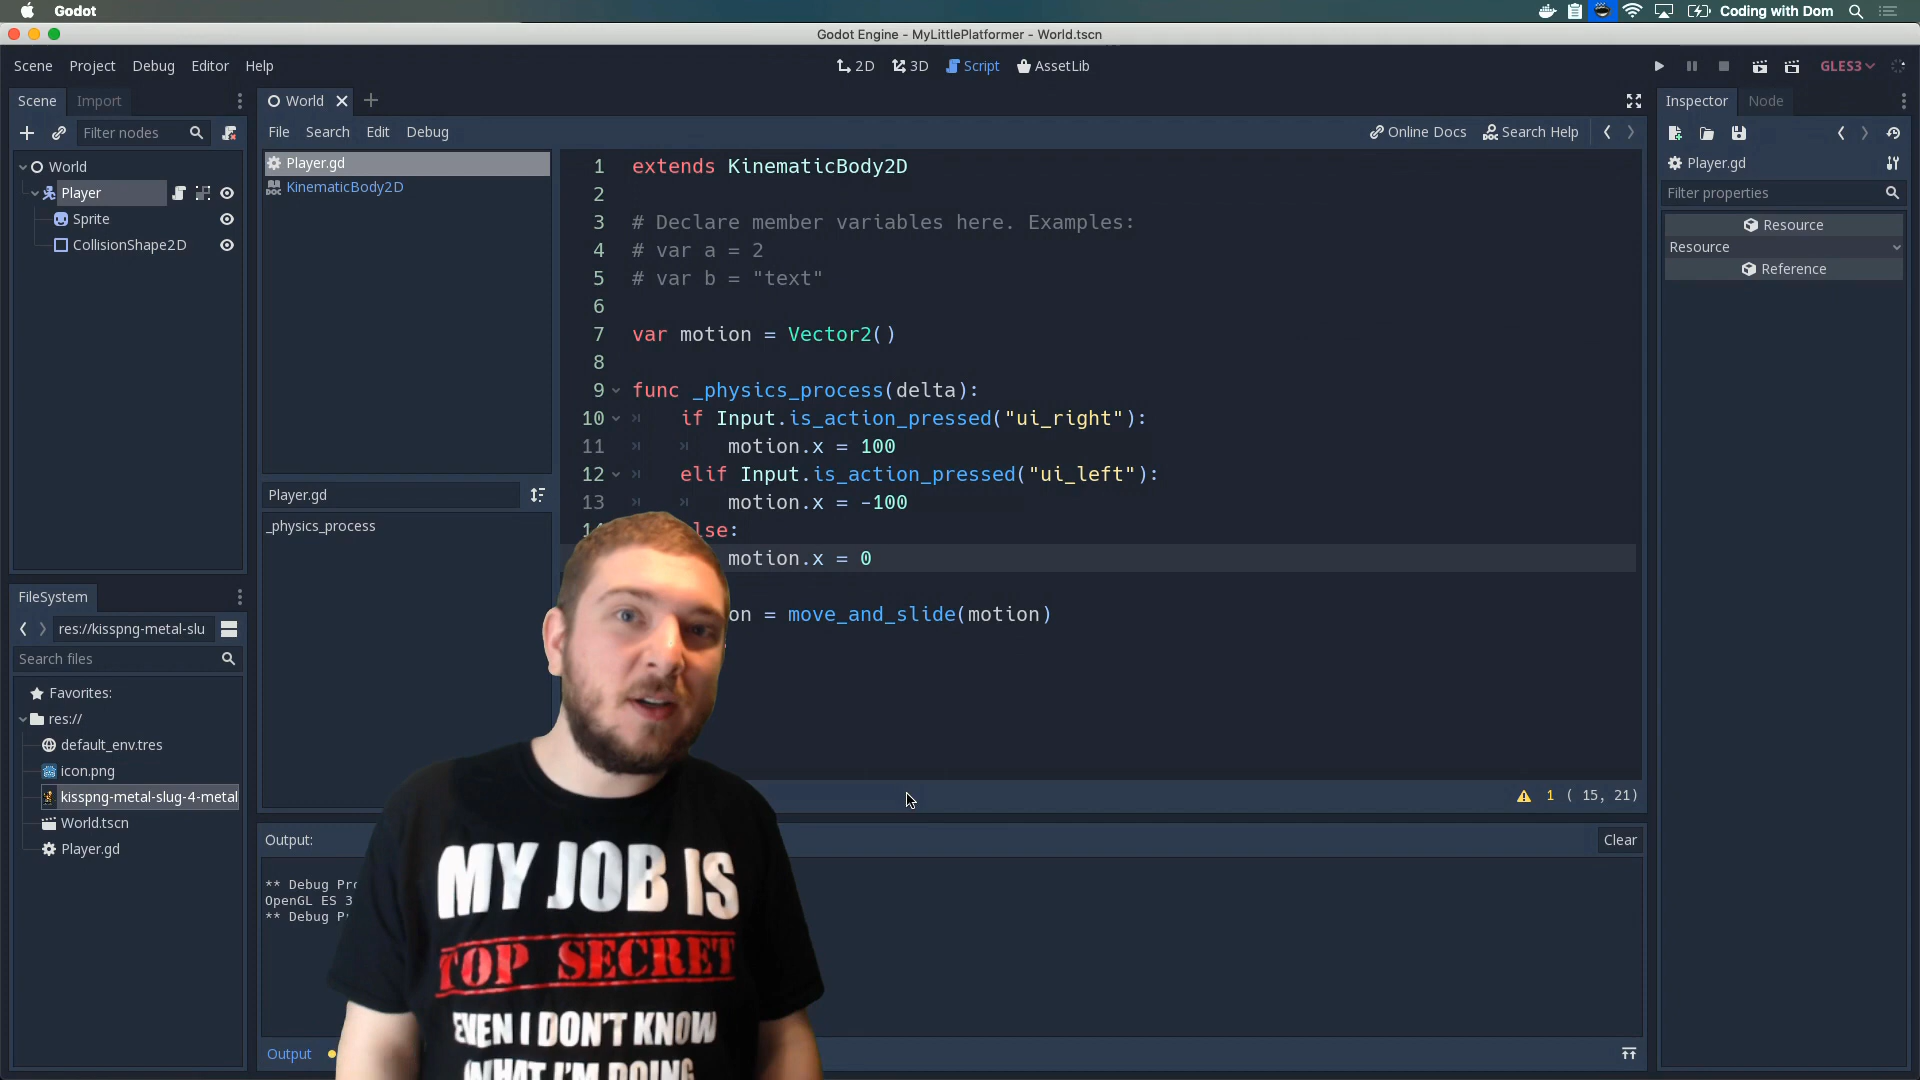 Godot
Coding with Dom
Godot Engine - MyLittlePlatformer - World.tscn
Scene Project Debug Editor Help
2D 3D Script AssetLib
GLES3
Scene Import
Filter nodes
World
Player
Sprite
CollisionShape2D
FileSystem
res://kisspng-metal-slu
Search files
Favorites:
res://
default_env.tres
icon.png
kisspng-metal-slug-4-metal
World.tscn
Player.gd
World
File Search Edit Debug
Online Docs Search Help
Player.gd
KinematicBody2D
Player.gd
_physics_process
1 extends KinematicBody2D
2
3 # Declare member variables here. Examples:
4 # var a = 2
5 # var b = "text"
6
7 var motion = Vector2()
8
9 func _physics_process(delta):
10 if Input.is_action_pressed("ui_right"):
11 motion.x = 100
12 elif Input.is_action_pressed("ui_left"):
13 motion.x = -100
lse:
motion.x = 0
on = move_and_slide(motion)
1 ( 15, 21)
Output:
Clear
** Debug Pr
OpenGL ES 3
** Debug P
Output
Inspector Node
Player.gd
Filter properties
Resource
Resource
Reference
MY JOB IS
TOP SECRET
EVEN I DON'T KNOW
WHAT I'M DOING